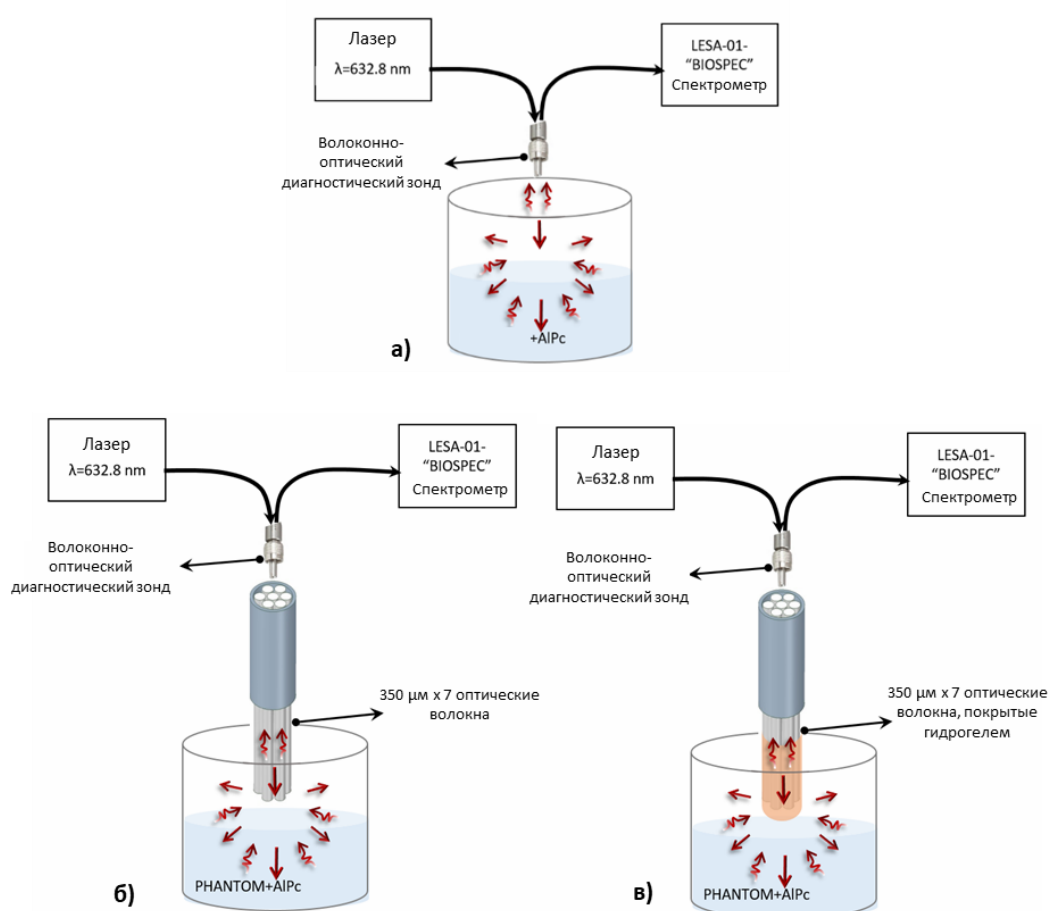 Лазер
λ=632.8 nm
LESA-01-
“BIOSPEC”
Спектрометр
Волоконно-
оптический
диагностический зонд
+AlPc
а)
Лазер
λ=632.8 nm
LESA-01-
“BIOSPEC”
Спектрометр
Волоконно-
оптический
диагностический зонд
350 µm x 7 оптические
волокна
PHANTOM+AlPc
б)
Лазер
λ=632.8 nm
LESA-01-
“BIOSPEC”
Спектрометр
Волоконно-
оптический
диагностический зонд
350 µm x 7 оптические
волокна, покрытые
гидрогелем
PHANTOM+AlPc
в)